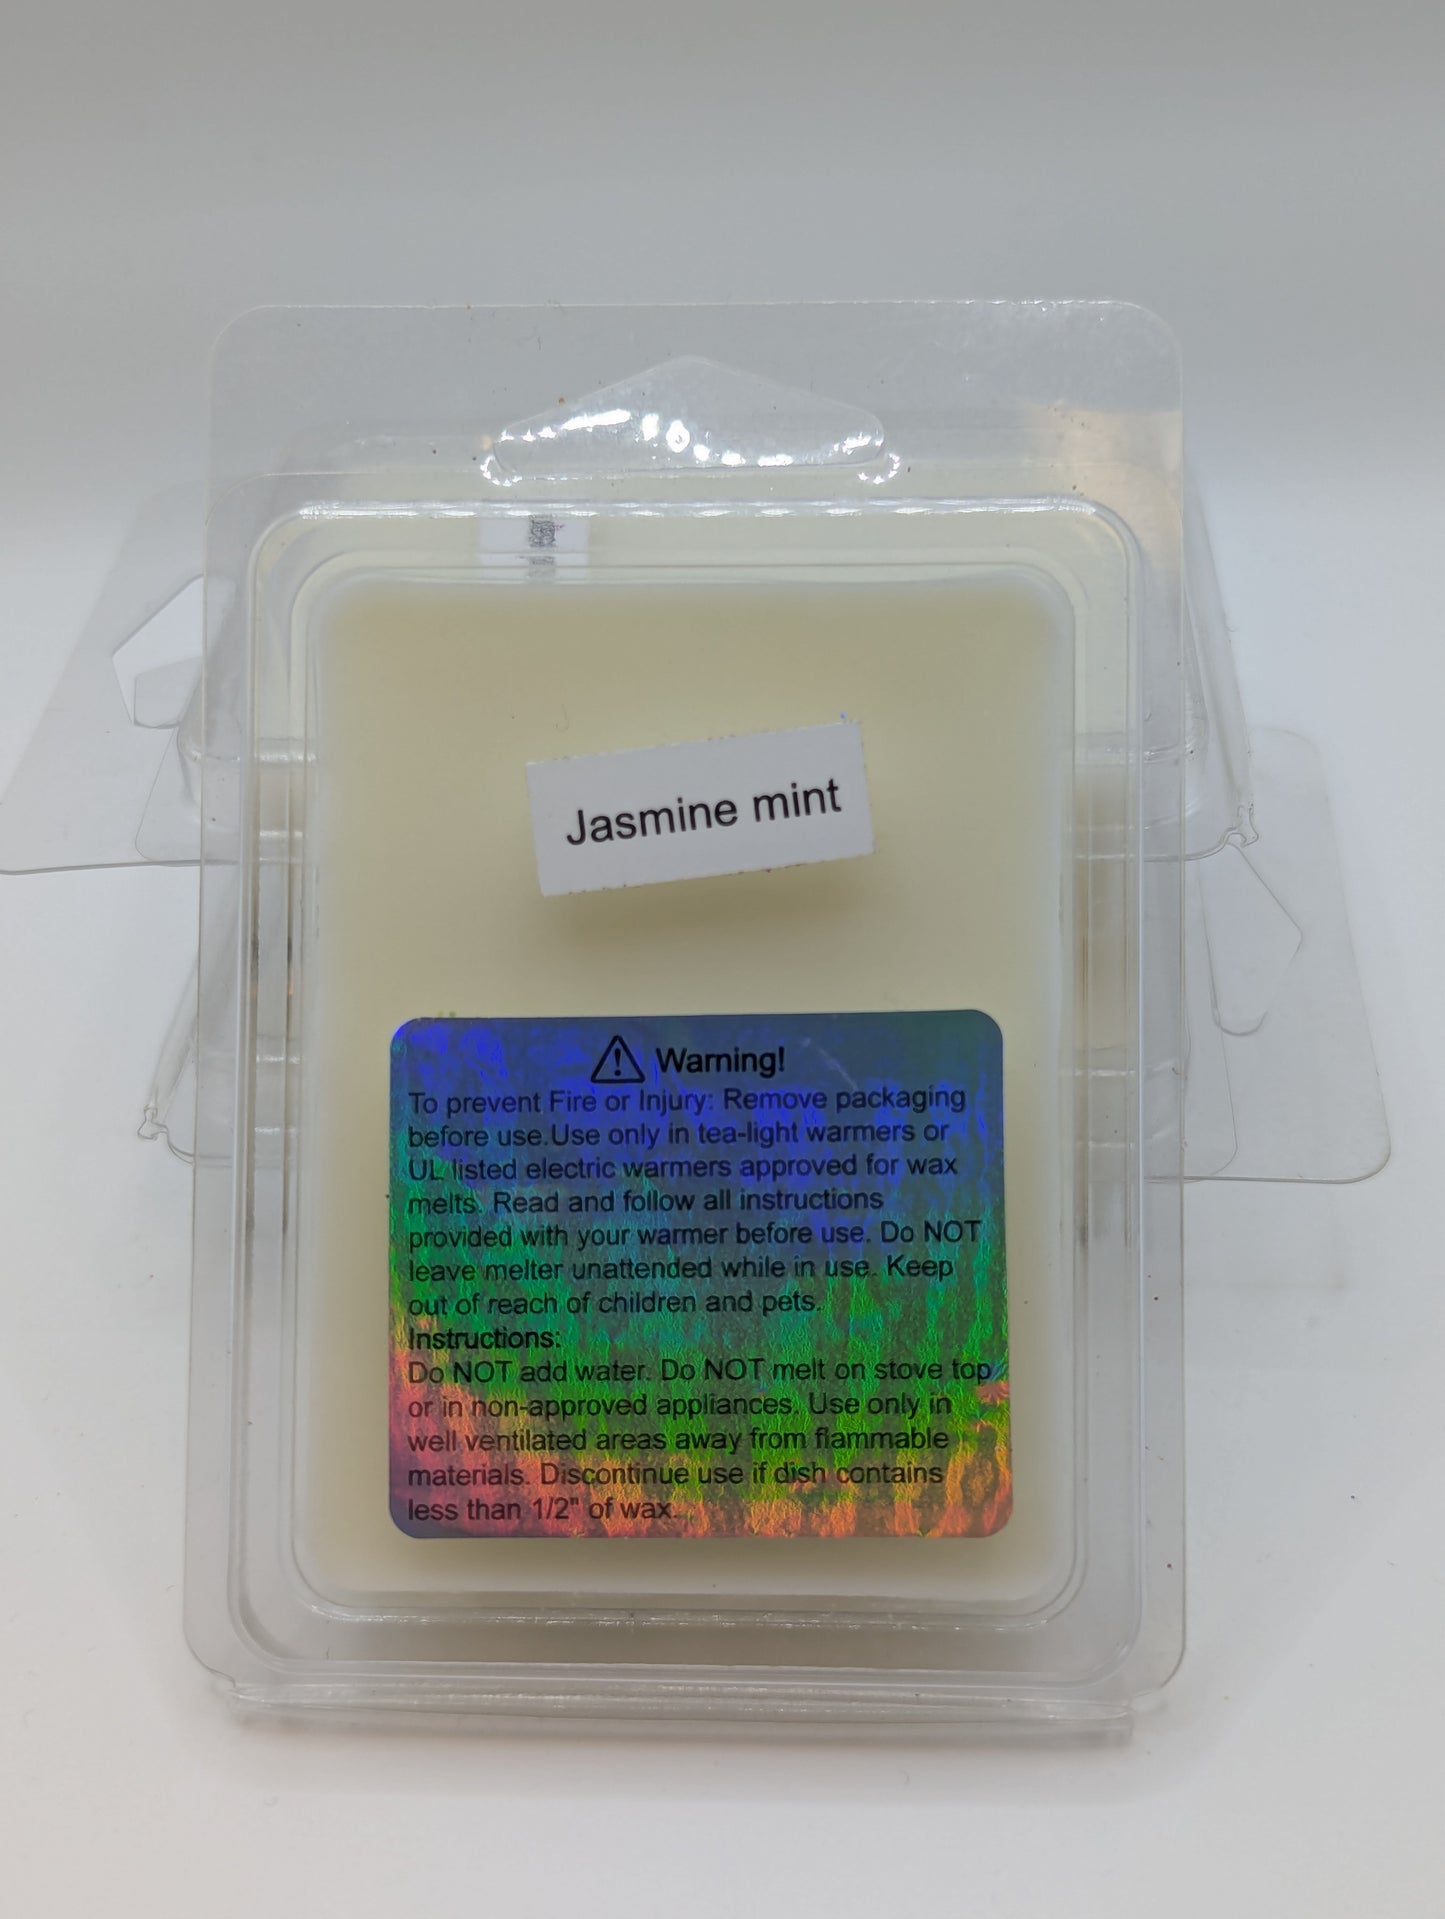 Jasmine mint
⚠ Warning!
To prevent Fire or Injury: Remove packaging
before use.Use only in tea-light warmers or
UL listed electric warmers approved for wax
melts. Read and follow all instructions
provided with your warmer before use. Do NOT
leave melter unattended while in use. Keep
out of reach of children and pets.
Instructions:
Do NOT add water. Do NOT melt on stove top
or in non-approved appliances. Use only in
well ventilated areas away from flammable
materials. Discontinue use if dish contains
less than 1/2" of wax.